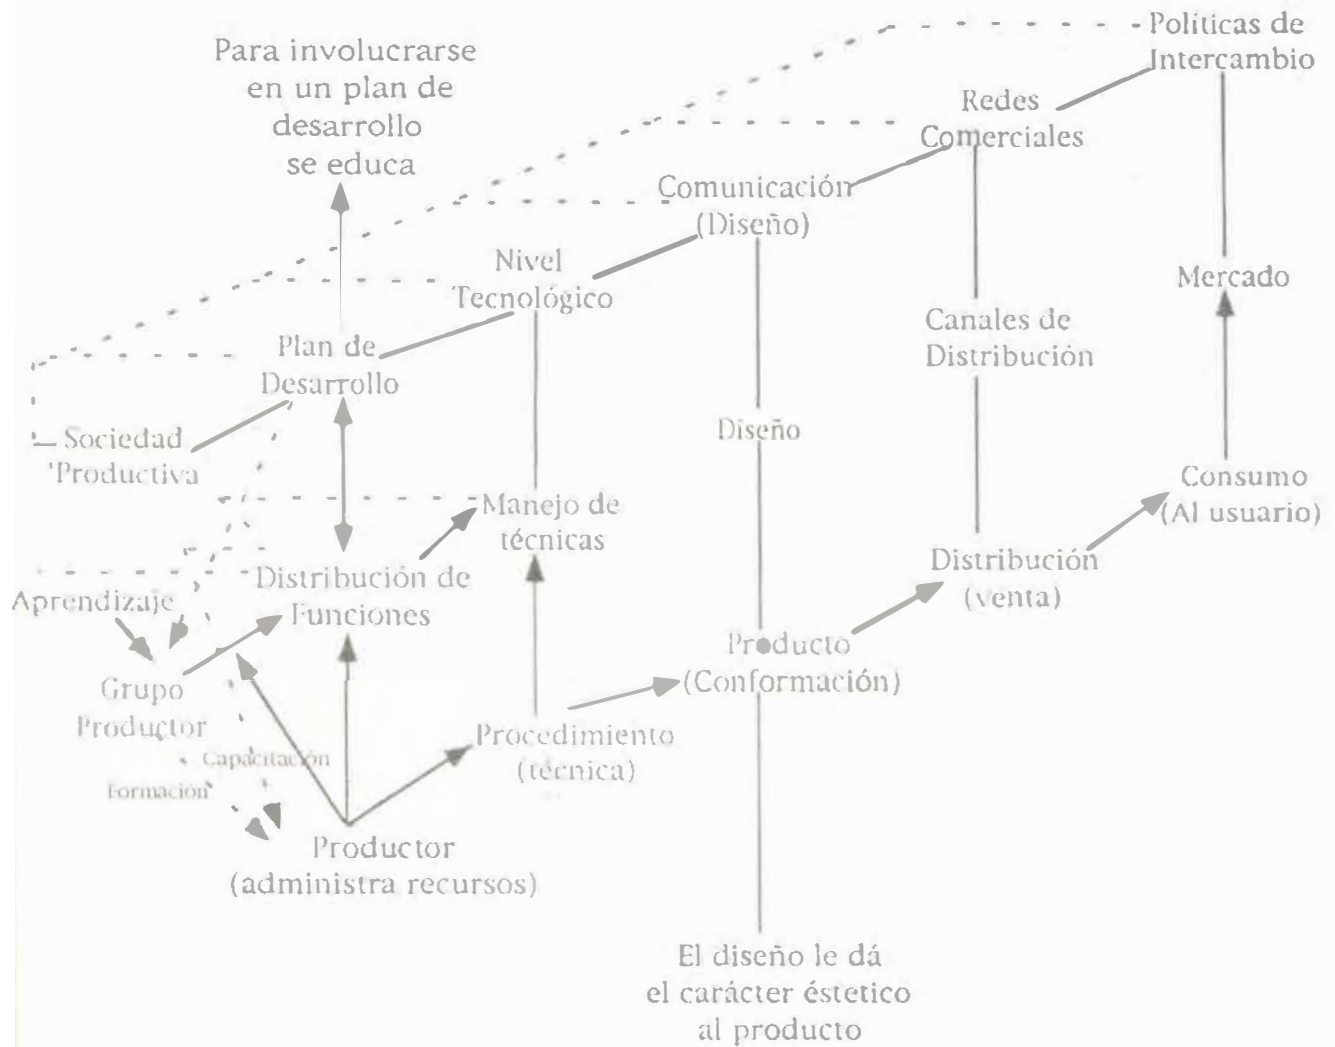 Políticas de
Intercambio
Para involucrarse
en un plan de
desarrollo
se educa
Redes
Comerciales
Comunicación
(Diseño)
Nivel
Tecnológico
Mercado
Canales de
Distribución
Plan de
Desarrollo
Diseño
Sociedad
Productiva
Consumo
(Al usuario)
Manejo de
técnicas
Distribución
(venta)
Distribución de
Funciones
Aprendizaje
Producto
(Conformación)
Grupo
Productor
Procedimiento
(técnica)
Capacitación
Formación
Productor
(administra recursos)
El diseño le dá
el carácter éstetico
al producto